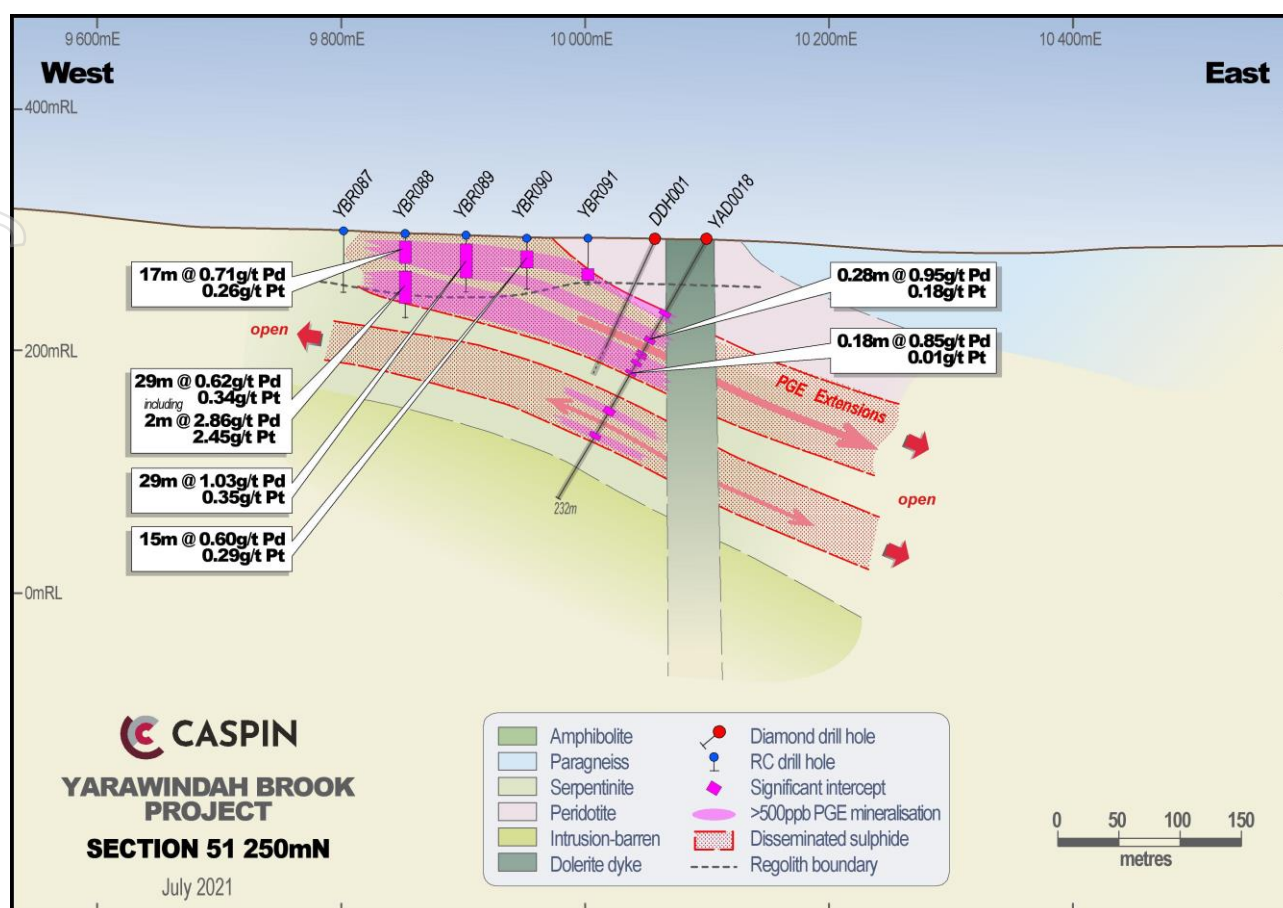 9 600mE
9 800mE
10 000mE
10 200mE
10 400mE
West
East
400mRL
200mRL
0mRL
YBR087
YBR088
YBR089
YBR090
YBR091
DDH001
YAD0018
17m @ 0.71g/t Pd
0.26g/t Pt
open
29m @ 0.62g/t Pd
including 0.34g/t Pt
2m @ 2.86g/t Pd
2.45g/t Pt
29m @ 1.03g/t Pd
0.35g/t Pt
15m @ 0.60g/t Pd
0.29g/t Pt
0.28m @ 0.95g/t Pd
0.18g/t Pt
0.18m @ 0.85g/t Pd
0.01g/t Pt
PGE Extensions
open
232m
CASPIN
YARAWINDAH BROOK
PROJECT
SECTION 51 250mN
July 2021
Amphibolite
Paragneiss
Serpentinite
Peridotite
Intrusion-barren
Dolerite dyke
Diamond drill hole
RC drill hole
Significant intercept
>500ppb PGE mineralisation
Disseminated sulphide
Regolith boundary
0 50 100 150
metres